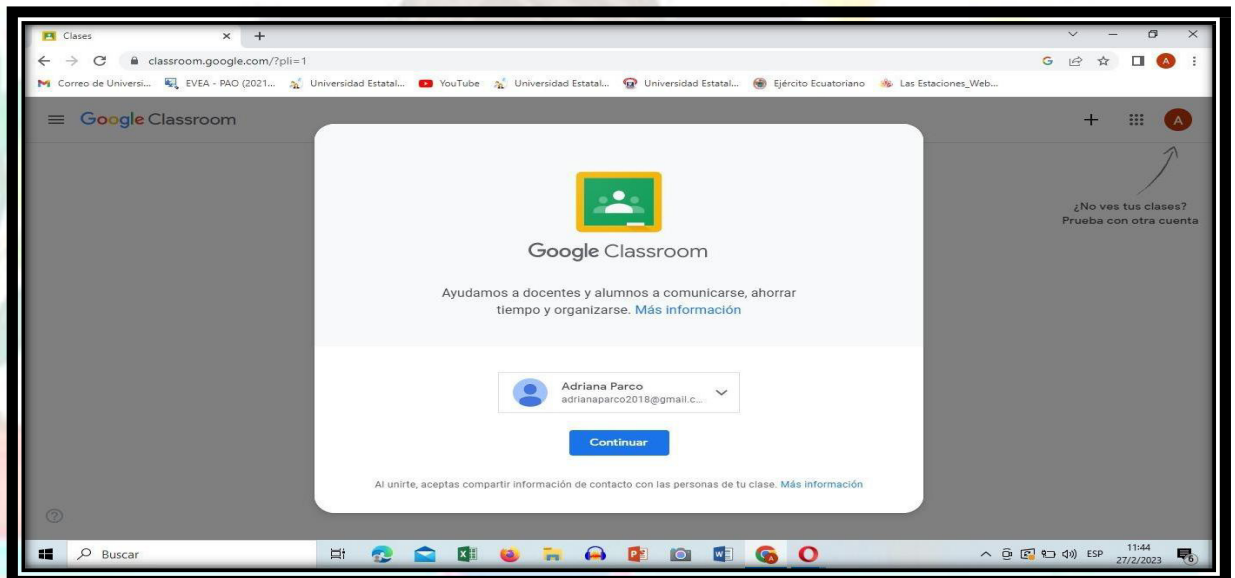 Clases
classroom.google.com/?pli=1
Correo de Universi... EVEA - PAO (2021... Universidad Estatal... YouTube Universidad Estatal... Universidad Estatal... Ejército Ecuatoriano Las Estaciones_Web...
Google Classroom
A
¿No ves tus clases?
Prueba con otra cuenta
Google Classroom
Ayudamos a docentes y alumnos a comunicarse, ahorrar
tiempo y organizarse. Más información
Adriana Parco
adrianaparco2018@gmail.c...
Continuar
Al unirte, aceptas compartir información de contacto con las personas de tu clase. Más información
Buscar
ESP
11:44
27/2/2023
6